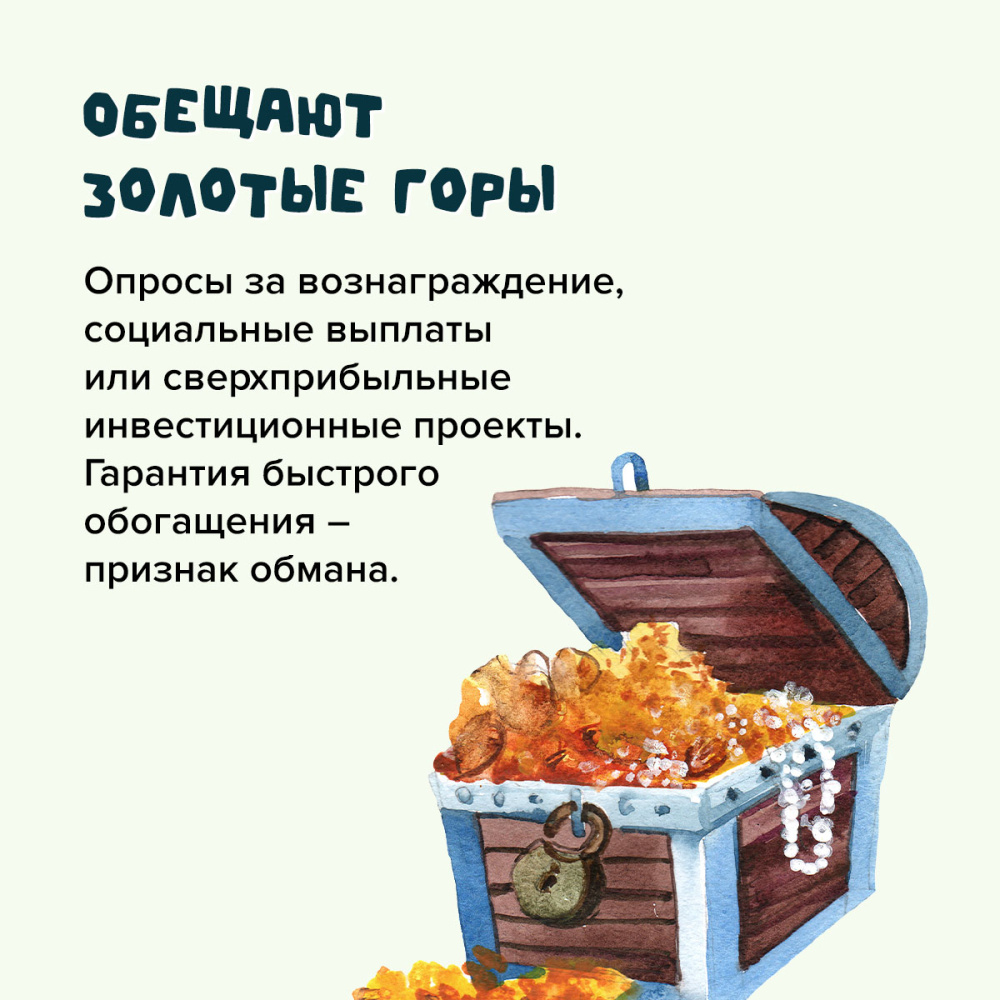 ОБЕЩАЮТ
ЗОЛОТЫЕ ГОРЫ
Опросы за вознаграждение,
социальные выплаты
или сверхприбыльные
инвестиционные проекты.
Гарантия быстрого
обогащения –
признак обмана.